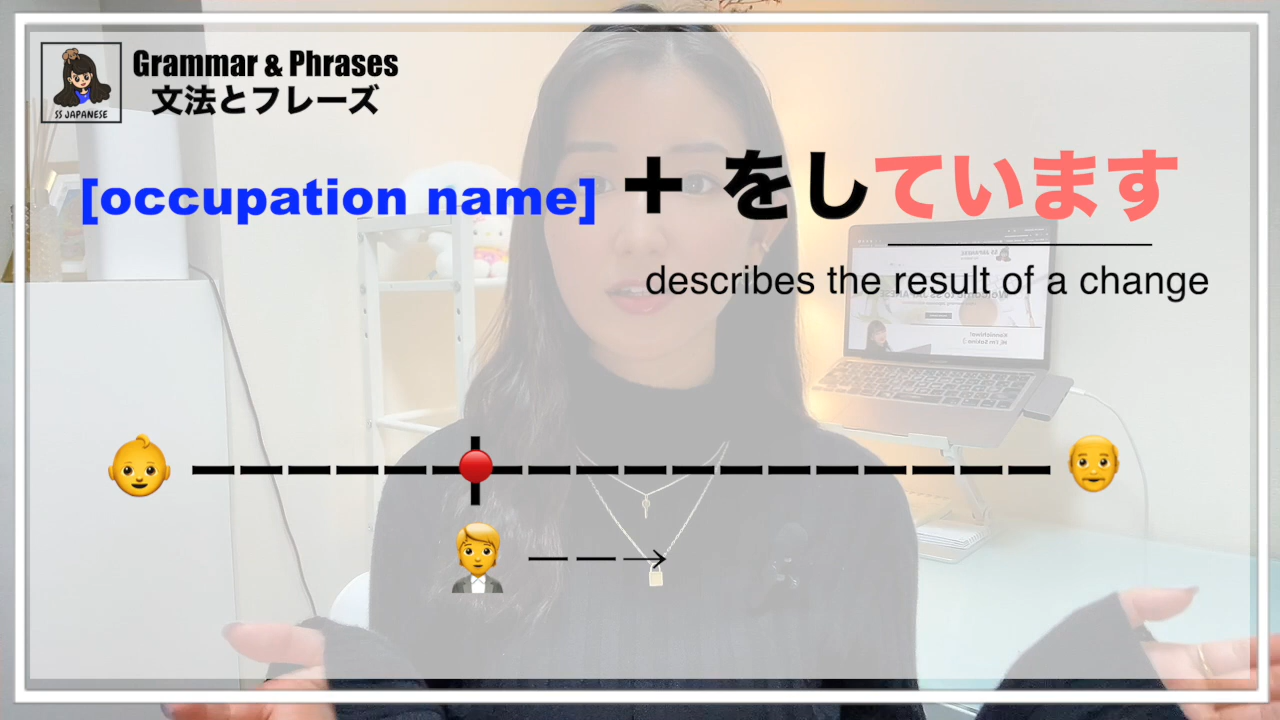 Grammar & Phrases
文法とフレーズ
SS JAPANESE
[occupation name] + をしています
describes the result of a change